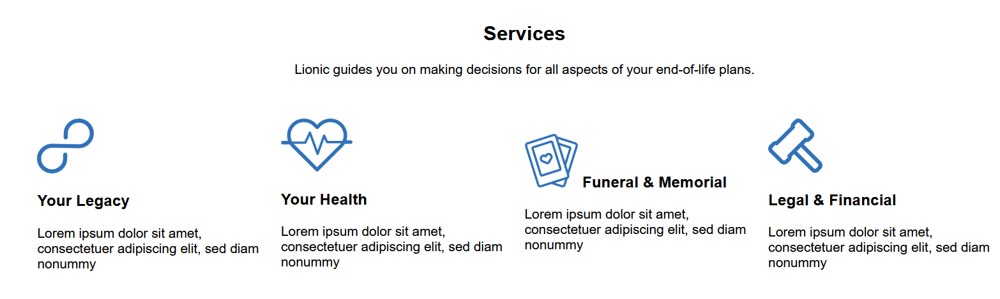 Services
Lionic guides you on making decisions for all aspects of your end-of-life plans.
Your Legacy
Lorem ipsum dolor sit amet,
consectetuer adipiscing elit, sed diam
nonummy
Your Health
Lorem ipsum dolor sit amet,
consectetuer adipiscing elit, sed diam
nonummy
Funeral & Memorial
Lorem ipsum dolor sit amet,
consectetuer adipiscing elit, sed diam
nonummy
Legal & Financial
Lorem ipsum dolor sit amet,
consectetuer adipiscing elit, sed diam
nonummy